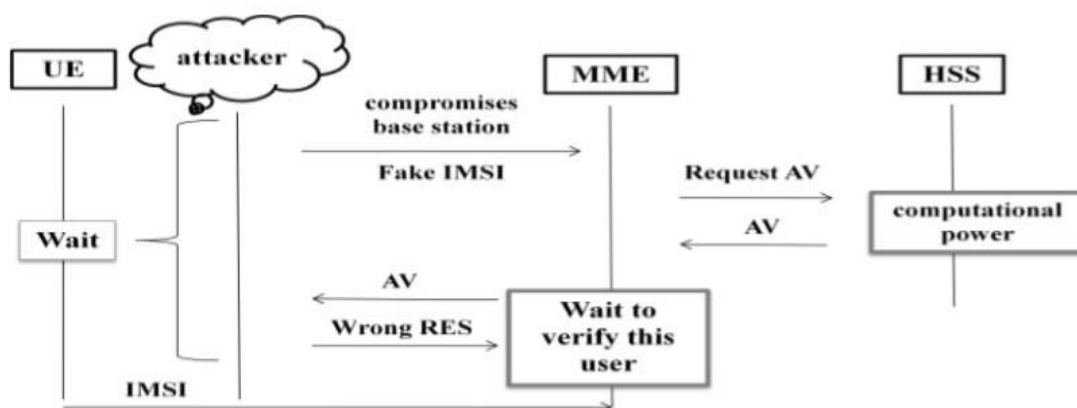 UE
attacker
MME
HSS
compromises
base station
Fake IMSI
Request AV
computational
power
AV
Wait
AV
Wait to
verify this
user
Wrong RES
IMSI